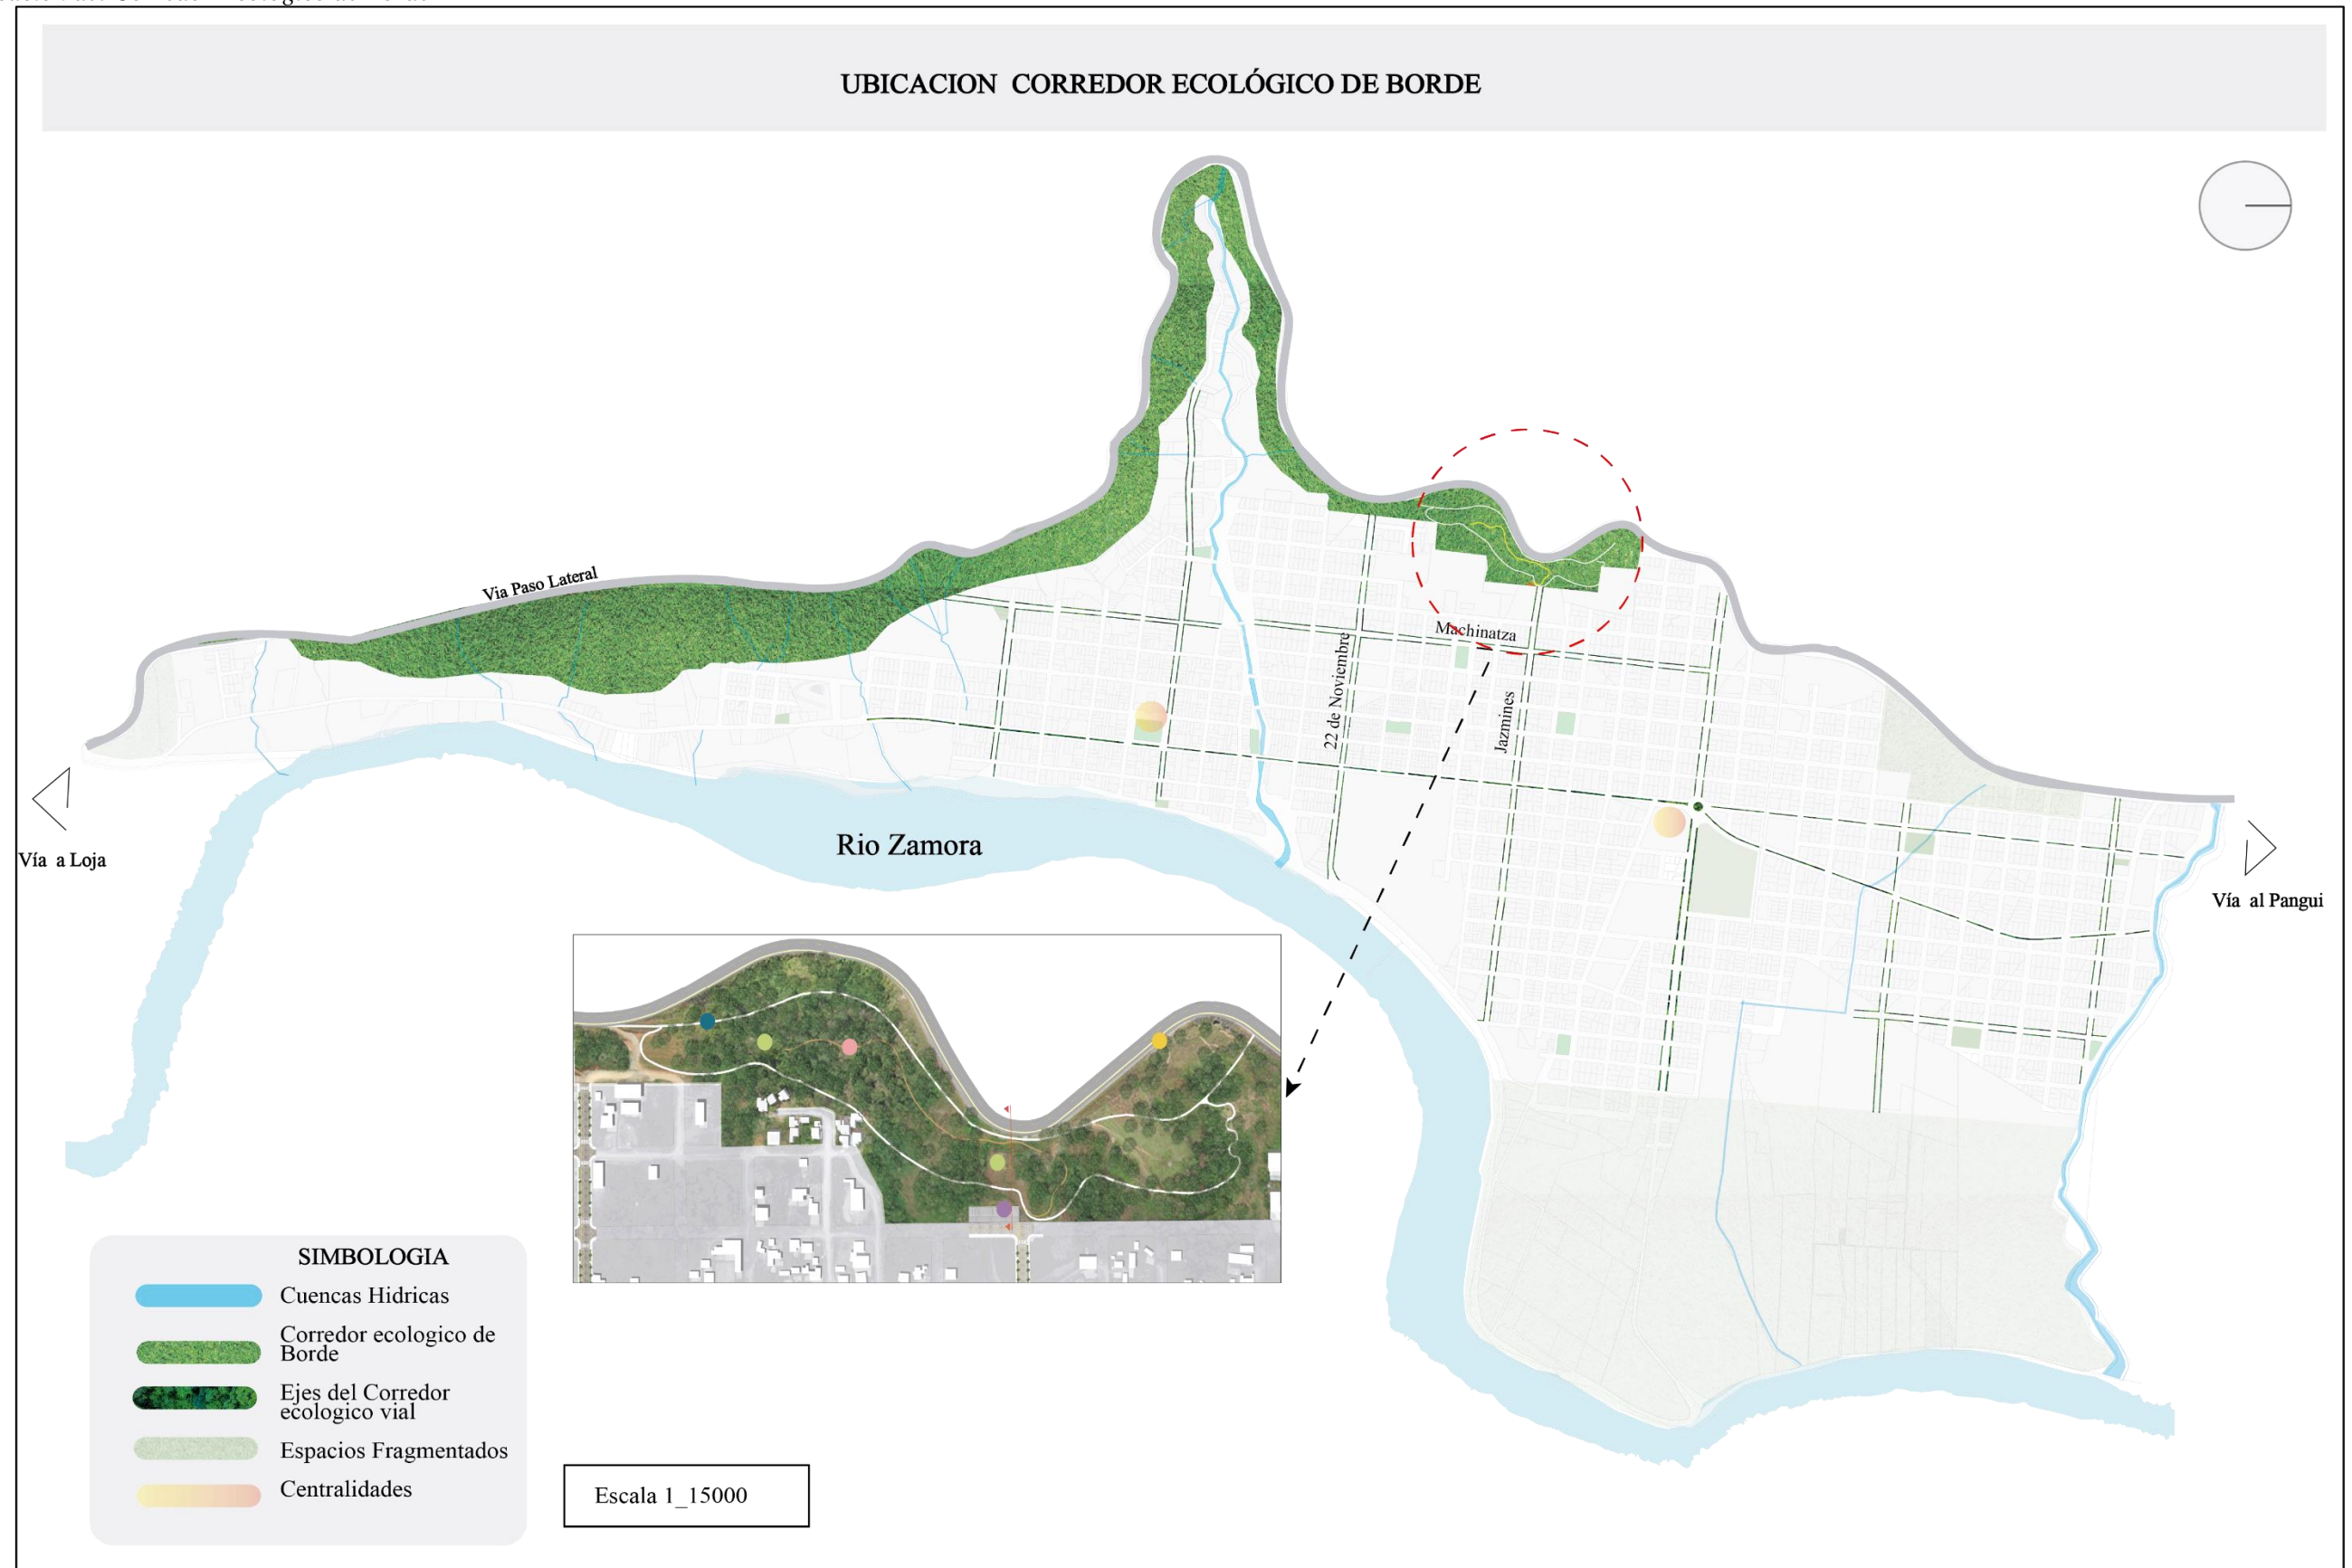 UBICACION CORREDOR ECOLÓGICO DE BORDE
Via Paso Lateral
Machinatza
22 de Noviembre
Jazmines
Rio Zamora
Vía a Loja
Vía al Pangui
SIMBOLOGIA
Cuencas Hidricas
Corredor ecologico de
Borde
Ejes del Corredor
ecologico vial
Espacios Fragmentados
Centralidades
Escala 1_15000